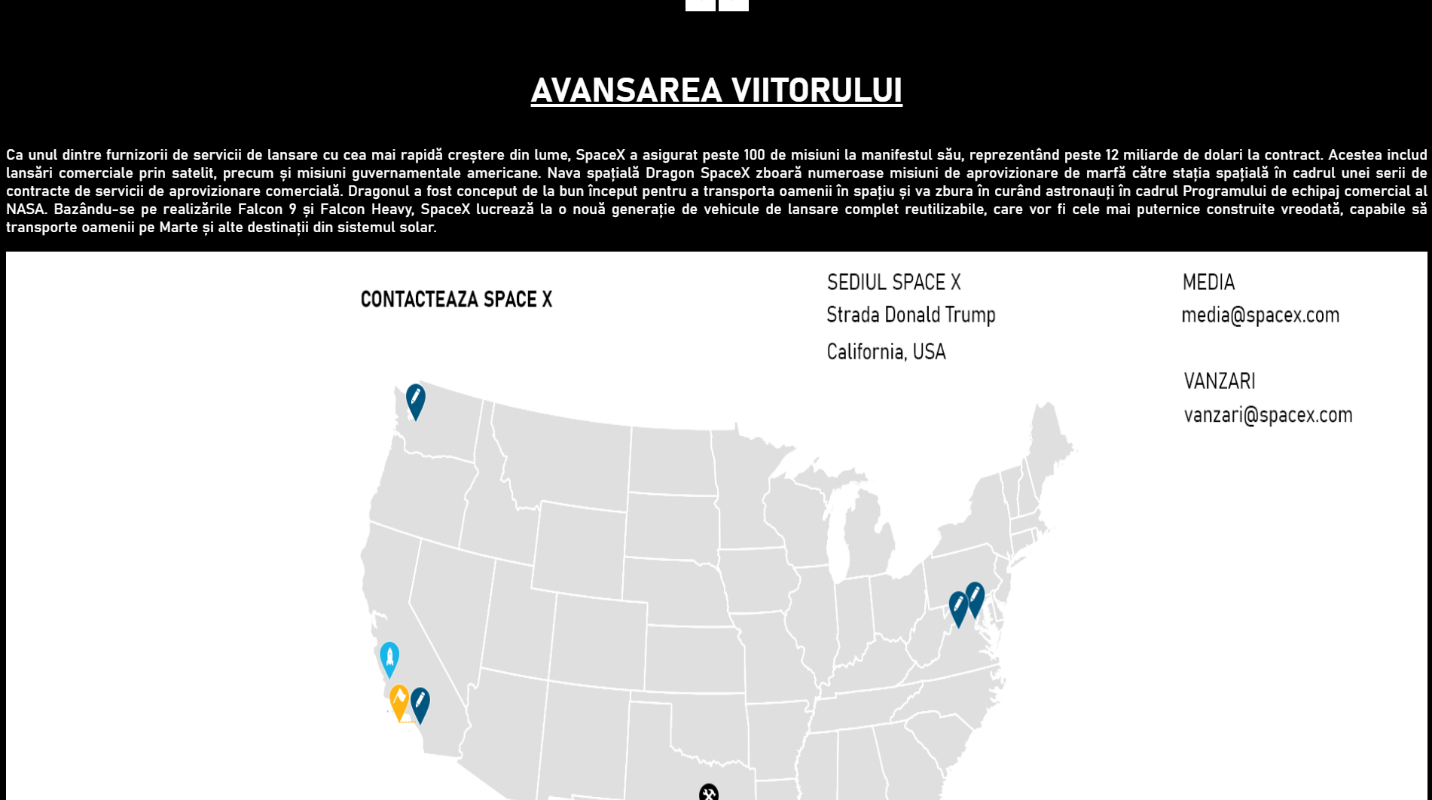 AVANSAREA VIITORULUI
Ca unul dintre furnizorii de servicii de lansare cu cea mai rapidă creștere din lume, SpaceX a asigurat peste 100 de misiuni la manifestul său, reprezentând peste 12 miliarde de dolari la contract. Acestea includ
lansări comerciale prin satelit, precum și misiuni guvernamentale americane. Nava spațială Dragon SpaceX zboară numeroase misiuni de aprovizionare de marfă către stația spațială în cadrul unei serii de
contracte de servicii de aprovizionare comercială. Dragonul a fost conceput de la bun început pentru a transporta oamenii în spațiu și va zbura în curând astronauți în cadrul Programului de echipaj comercial al
NASA. Bazându-se pe realizările Falcon 9 și Falcon Heavy, SpaceX lucrează la o nouă generație de vehicule de lansare complet reutilizabile, care vor fi cele mai puternice construite vreodată, capabile să
transporte oamenii pe Marte și alte destinații din sistemul solar.
CONTACTEAZA SPACE X
SEDIUL SPACE X
Strada Donald Trump
California, USA
MEDIA
media@spacex.com
VANZARI
vanzari@spacex.com